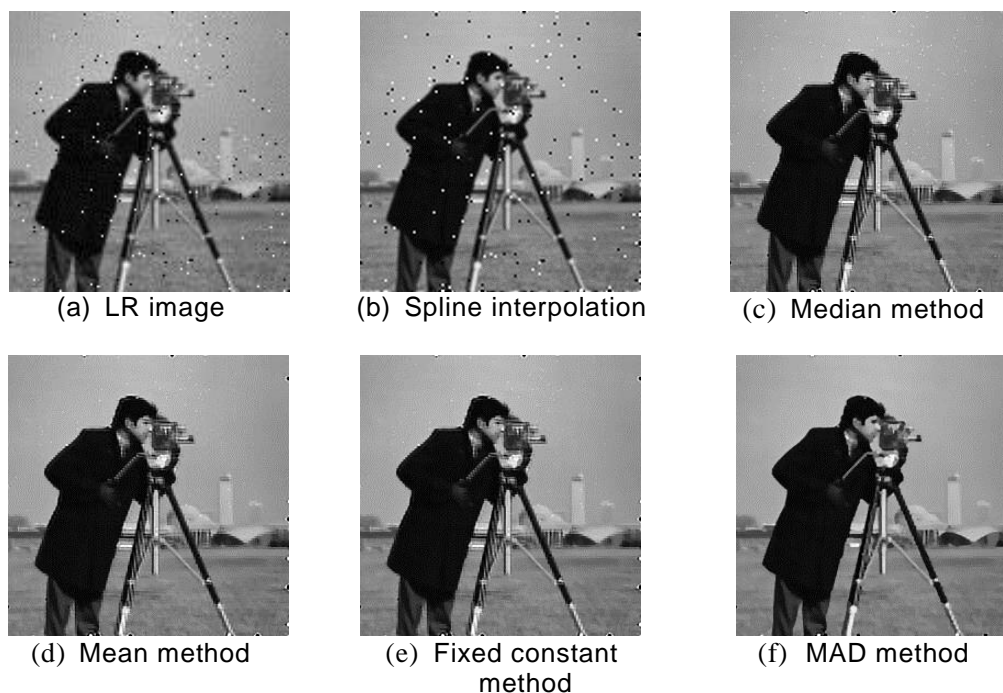 (a) LR image
(b) Spline interpolation
(c) Median method
(d) Mean method
(e) Fixed constant
method
(f) MAD method